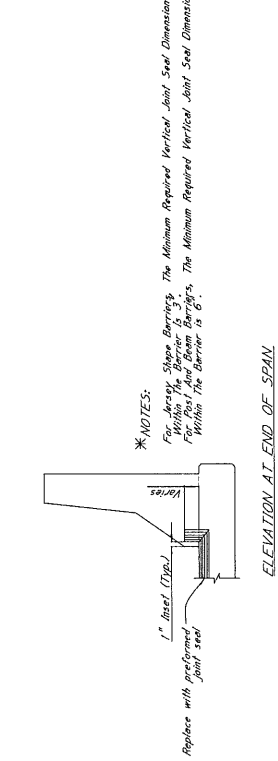 ✳ NOTES:
For Jersey Shape Barriers, The Minimum Required Vertical Joint Seal Dimension
Within The Barrier Is 3".
For Post And Beam Barriers, The Minimum Required Vertical Joint Seal Dimension
Within The Barrier is 6".
Varies
1" Inset (Typ.)
Replace with preformed
joint seal
ELEVATION AT END OF SPAN